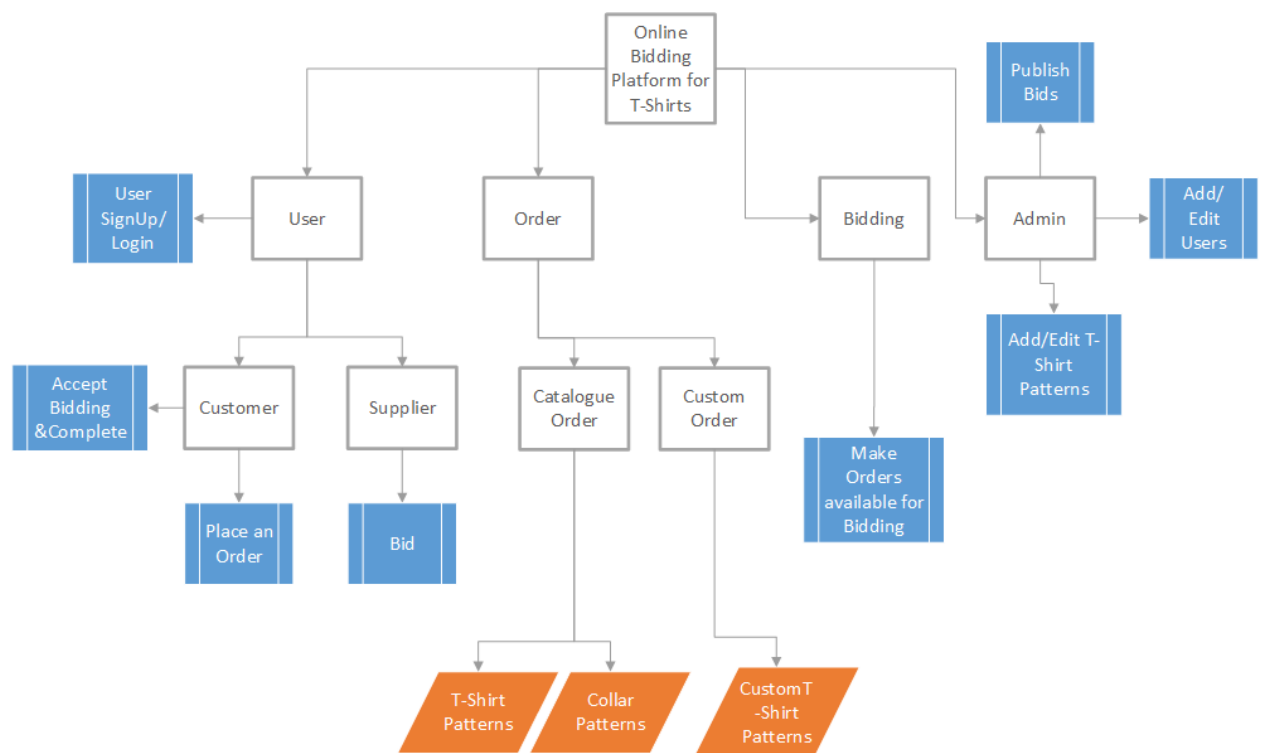 Online
Bidding
Platform for
T-Shirts
Publish
Bids
User
SignUp/
Login
User
Order
Bidding
Admin
Add/
Edit
Users
Add/Edit T-
Shirt
Patterns
Accept
Bidding
&Complete
Customer
Supplier
Catalogue
Order
Custom
Order
Make
Orders
available for
Bidding
Place an
Order
Bid
T-Shirt
Patterns
Collar
Patterns
CustomT
-Shirt
Patterns